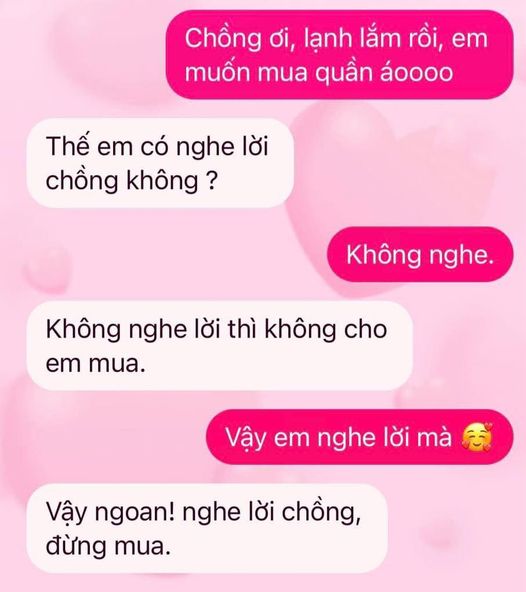 Chồng ơi, lạnh lắm rồi, em
muốn mua quần áoooo
Thế em có nghe lời
chồng không ?
Không nghe.
Không nghe lời thì không cho
em mua.
Vậy em nghe lời mà 🥰
Vậy ngoan! nghe lời chồng,
đừng mua.